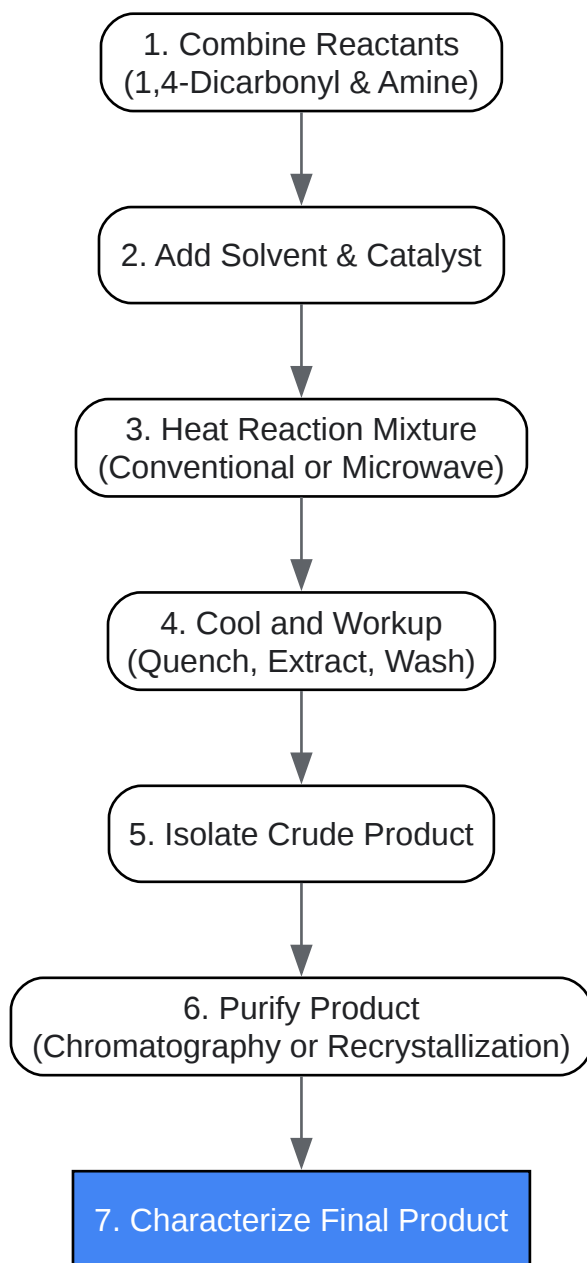 1. Combine Reactants
(1,4-Dicarbonyl & Amine)
2. Add Solvent & Catalyst
3. Heat Reaction Mixture
(Conventional or Microwave)
4. Cool and Workup
(Quench, Extract, Wash)
5. Isolate Crude Product
6. Purify Product
(Chromatography or Recrystallization)
7. Characterize Final Product